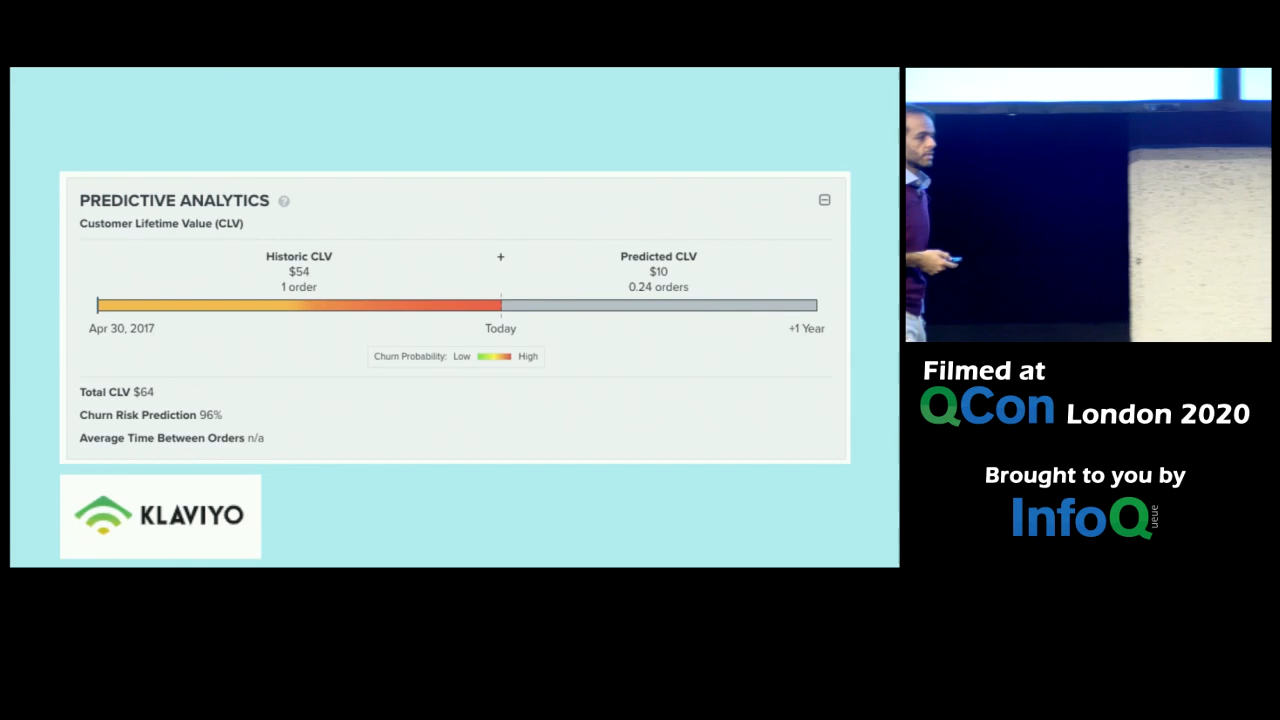 PREDICTIVE ANALYTICS ?
Customer Lifetime Value (CLV)
Historic CLV + Predicted CLV
$54 $10
1 order 0.24 orders
Apr 30, 2017 Today +1 Year
Churn Probability: Low High
Total CLV $64
Churn Risk Prediction 96%
Average Time Between Orders n/a
KLAVIYO
Filmed at
QCon London 2020
Brought to you by
InfoQ
ueue